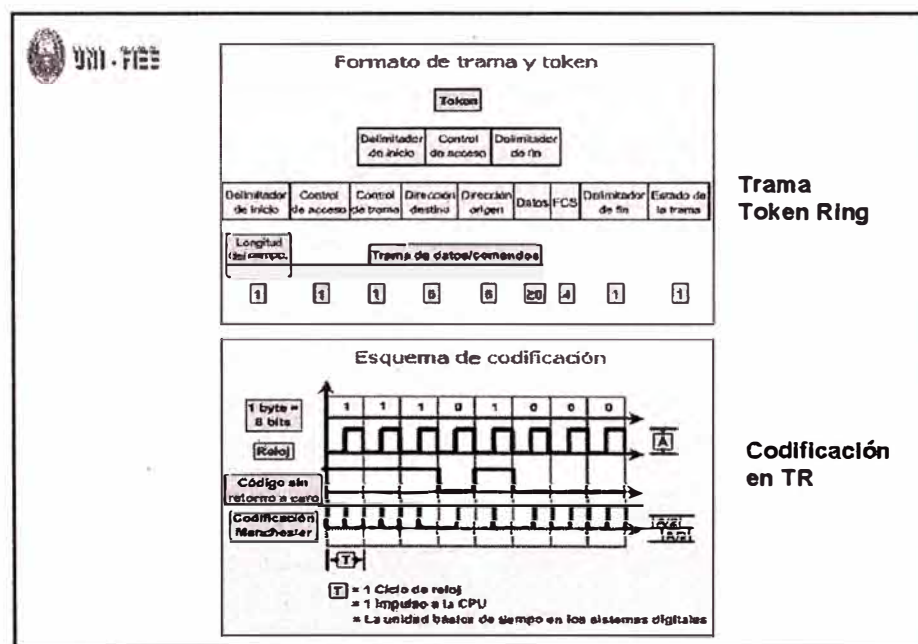 UNI - FIEE
Formato de trama y token
Token
Delimitador de inicio
Control de acceso
Delimitador de fin
Trama
Token Ring
Delimitador de inicio
Control de acceso
Control de trama
Dirección destino
Dirección origen
Datos
FCS
Delimitador de fin
Estado de la trama
Longitud del campo
Trama de datos/comandos
1 1 1 6 6 ≥0 4 1 1
Esquema de codificación
1 byte =
8 bits
1 1 1 0 1 0 0 0
Reloj
A
Código sin
retorno a cero
Codificación
Manchester
Codificación
en TR
T
T = 1 Ciclo de reloj
= 1 Impulso a la CPU
= La unidad básica de tiempo en los sistemas digitales